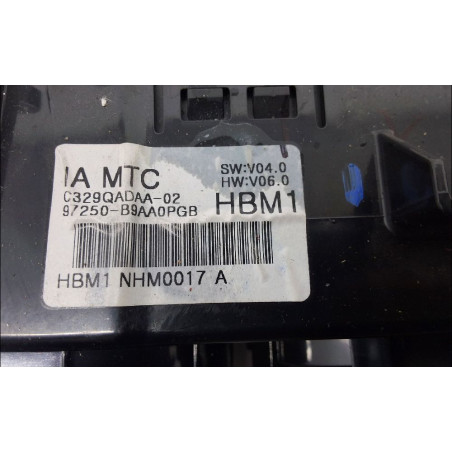 IA MTC
SW:V04.0
HW:V06.0
C329QADAA-02
97250-B9AA0PGB
HBM1
HBM1 NHM0017 A